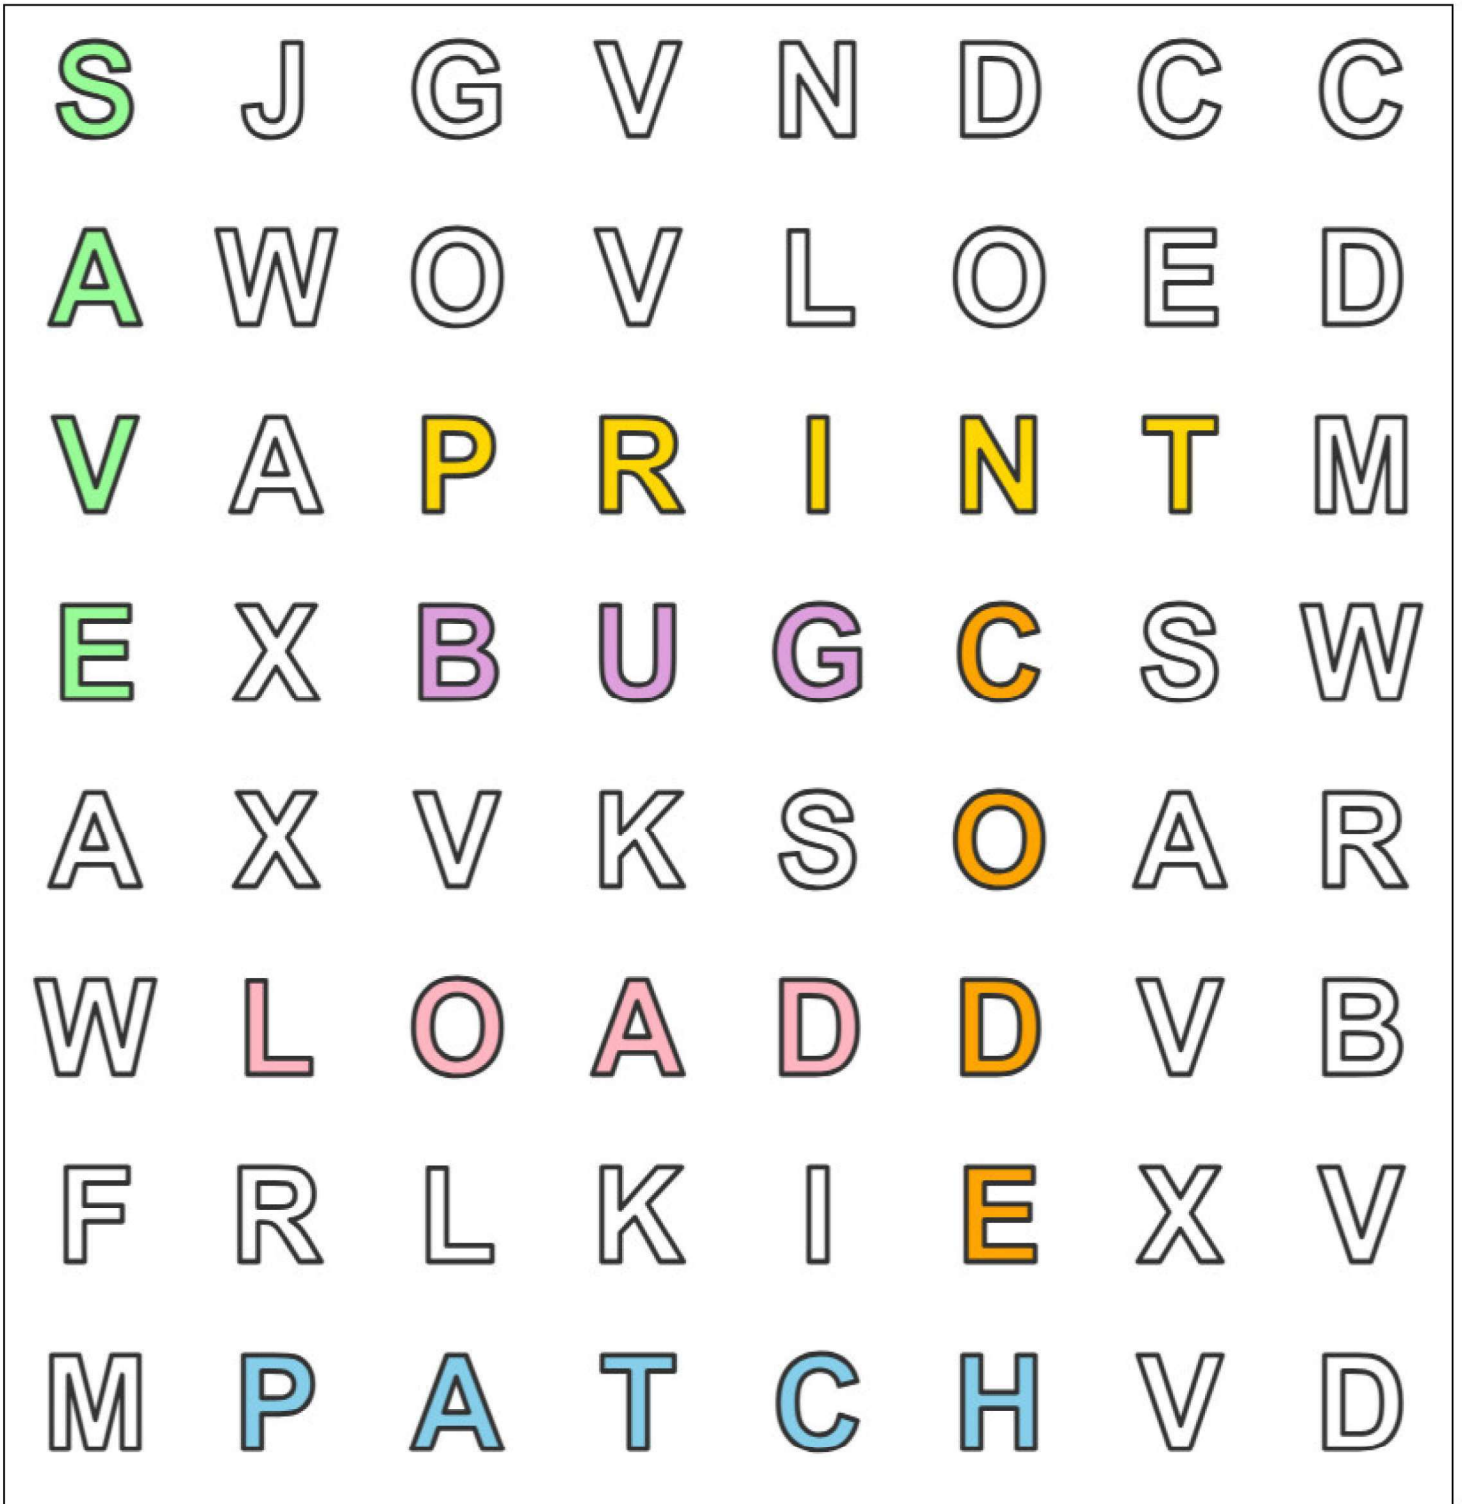 S J G V N D C C
A W O V L O E D
V A P R I N T M
E X B U G C S W
A X V K S O A R
W L O A D D V B
F R L K I E X V
M P A T C H V D